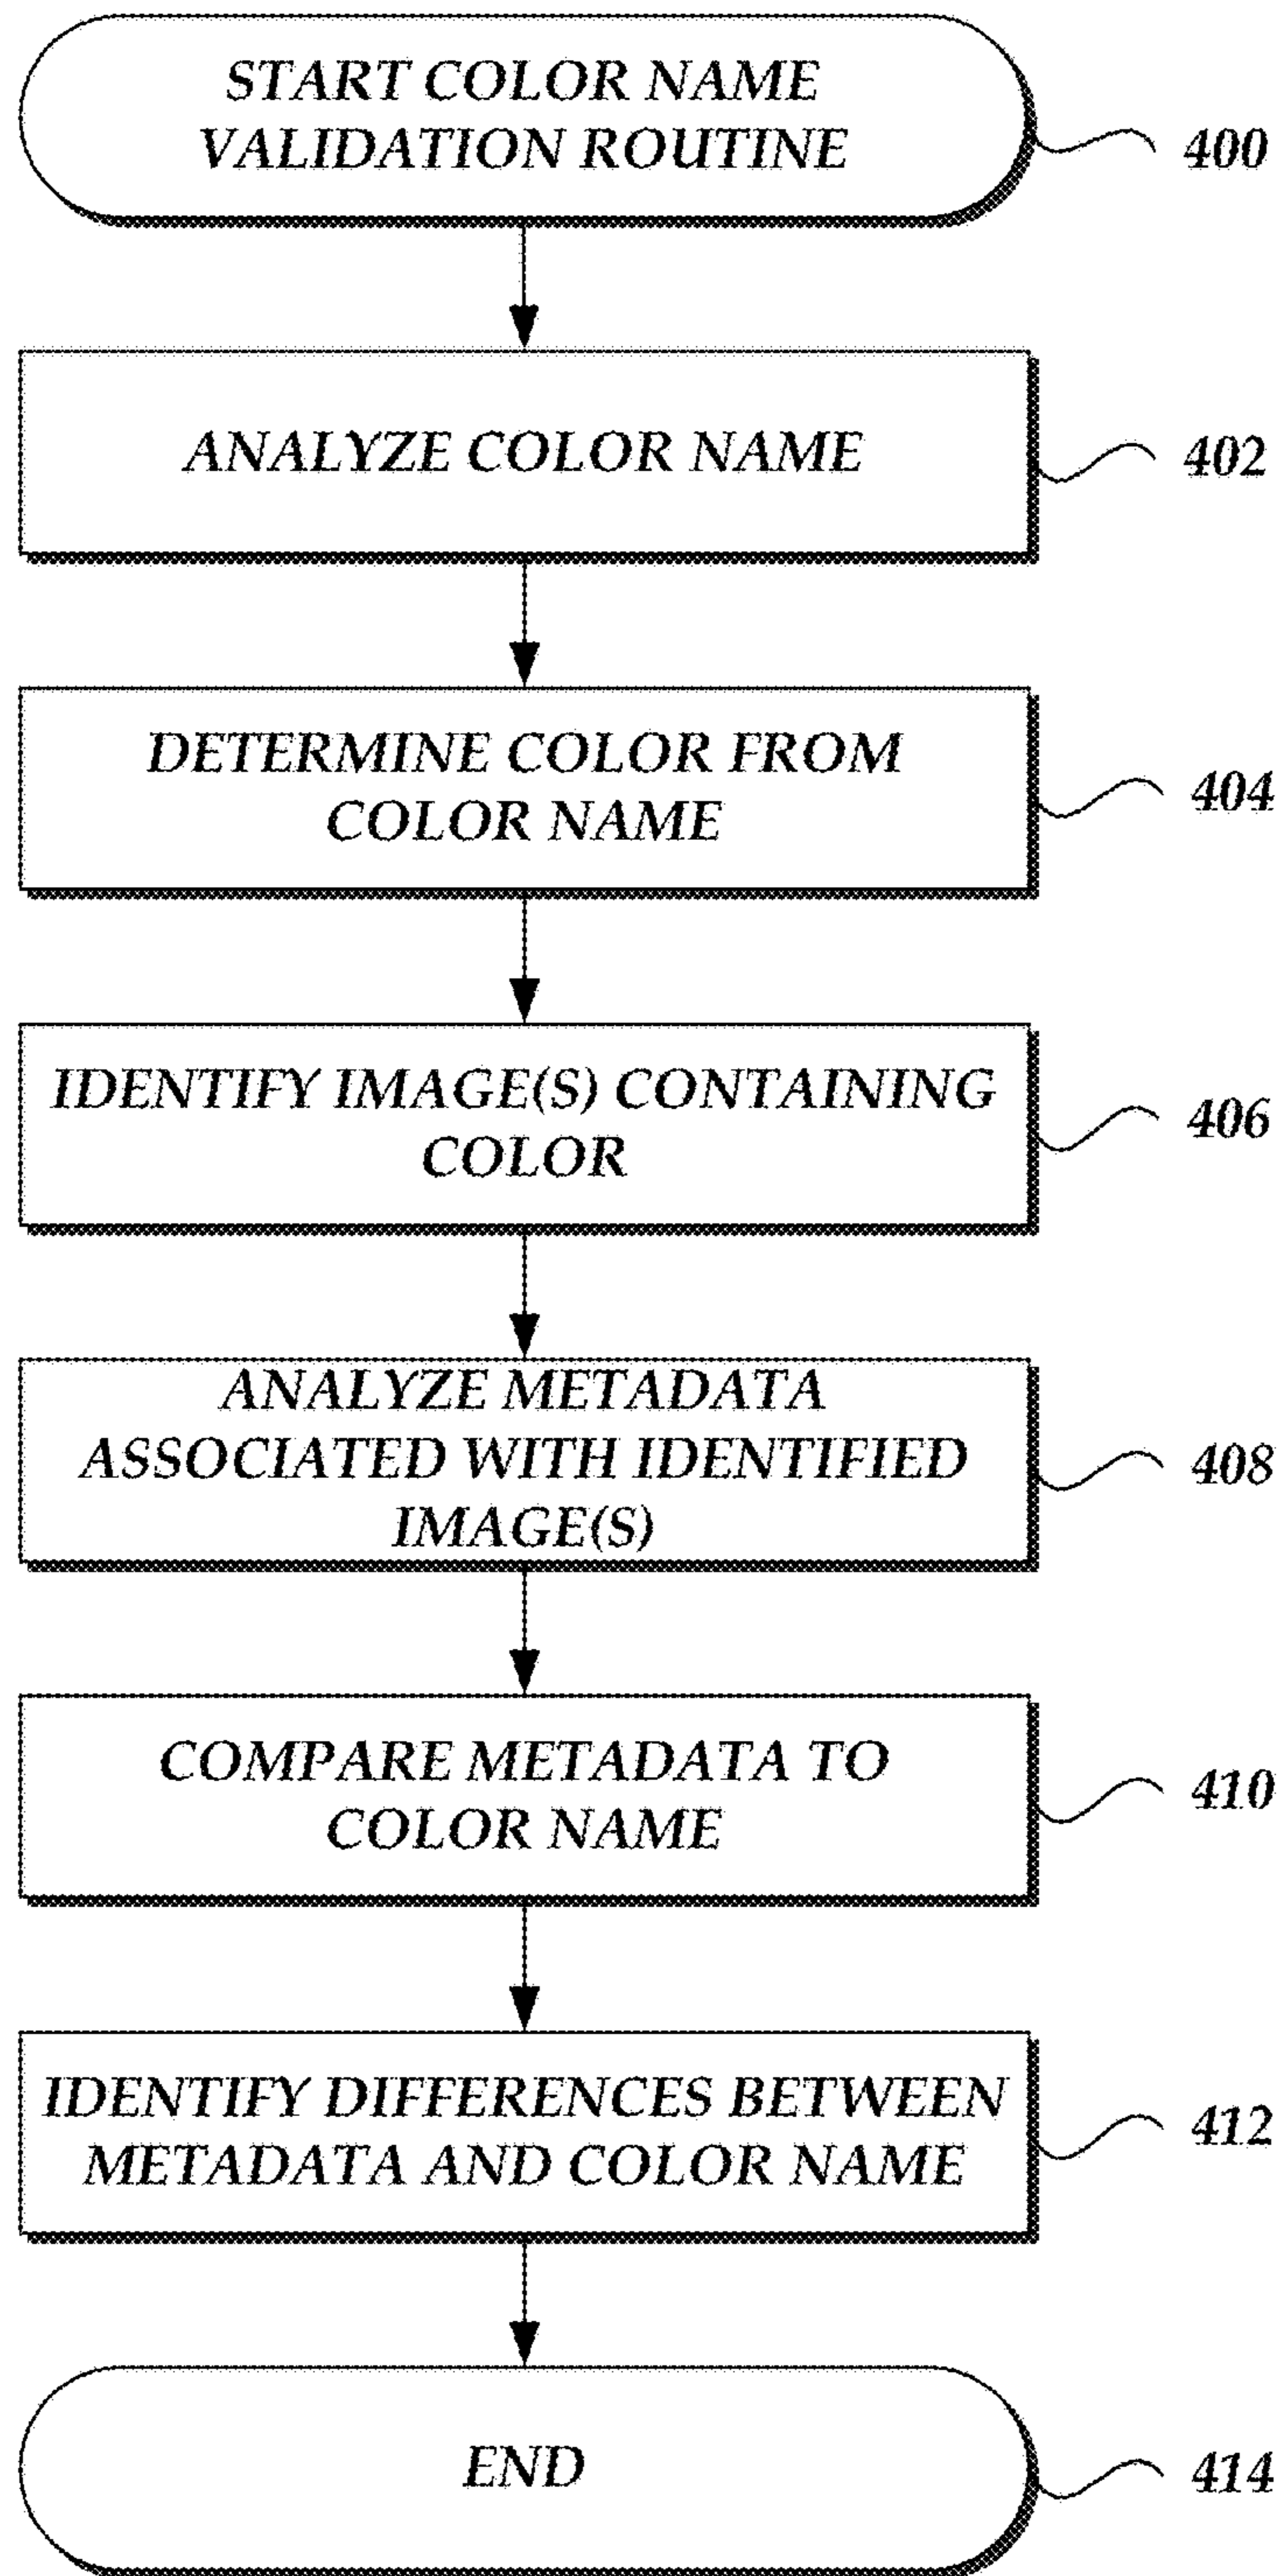 START COLOR NAME
VALIDATION ROUTINE
400
ANALYZE COLOR NAME
402
DETERMINE COLOR FROM
COLOR NAME
404
IDENTIFY IMAGE(S) CONTAINING
COLOR
406
ANALYZE METADATA
ASSOCIATED WITH IDENTIFIED
IMAGE(S)
408
COMPARE METADATA TO
COLOR NAME
410
IDENTIFY DIFFERENCES BETWEEN
METADATA AND COLOR NAME
412
END
414